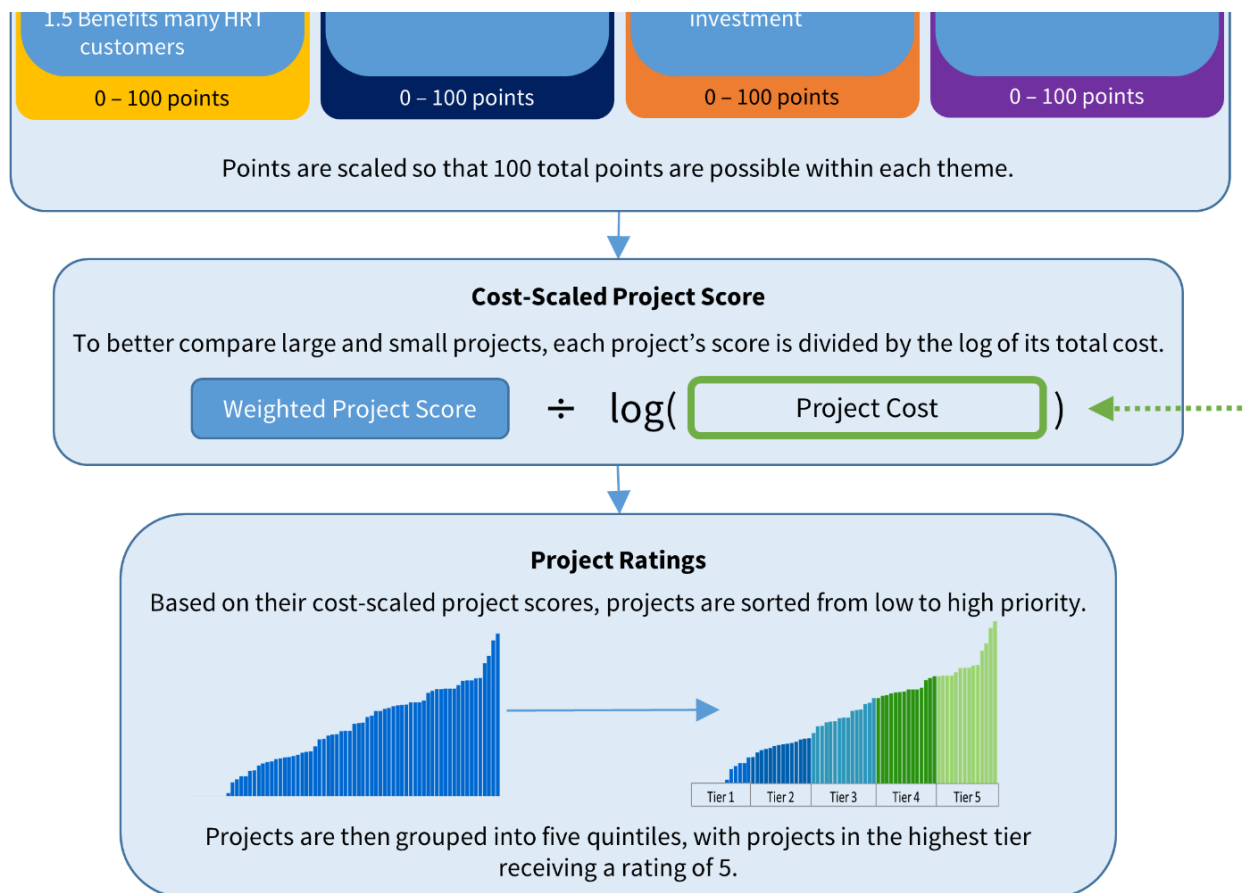 1.5 Benefits many HRT
customers
investment
0 – 100 points
0 – 100 points
0 – 100 points
0 – 100 points
Points are scaled so that 100 total points are possible within each theme.
Cost-Scaled Project Score
To better compare large and small projects, each project’s score is divided by the log of its total cost.
Weighted Project Score ÷ log( Project Cost )
Project Ratings
Based on their cost-scaled project scores, projects are sorted from low to high priority.
Tier 1 Tier 2 Tier 3 Tier 4 Tier 5
Projects are then grouped into five quintiles, with projects in the highest tier
receiving a rating of 5.